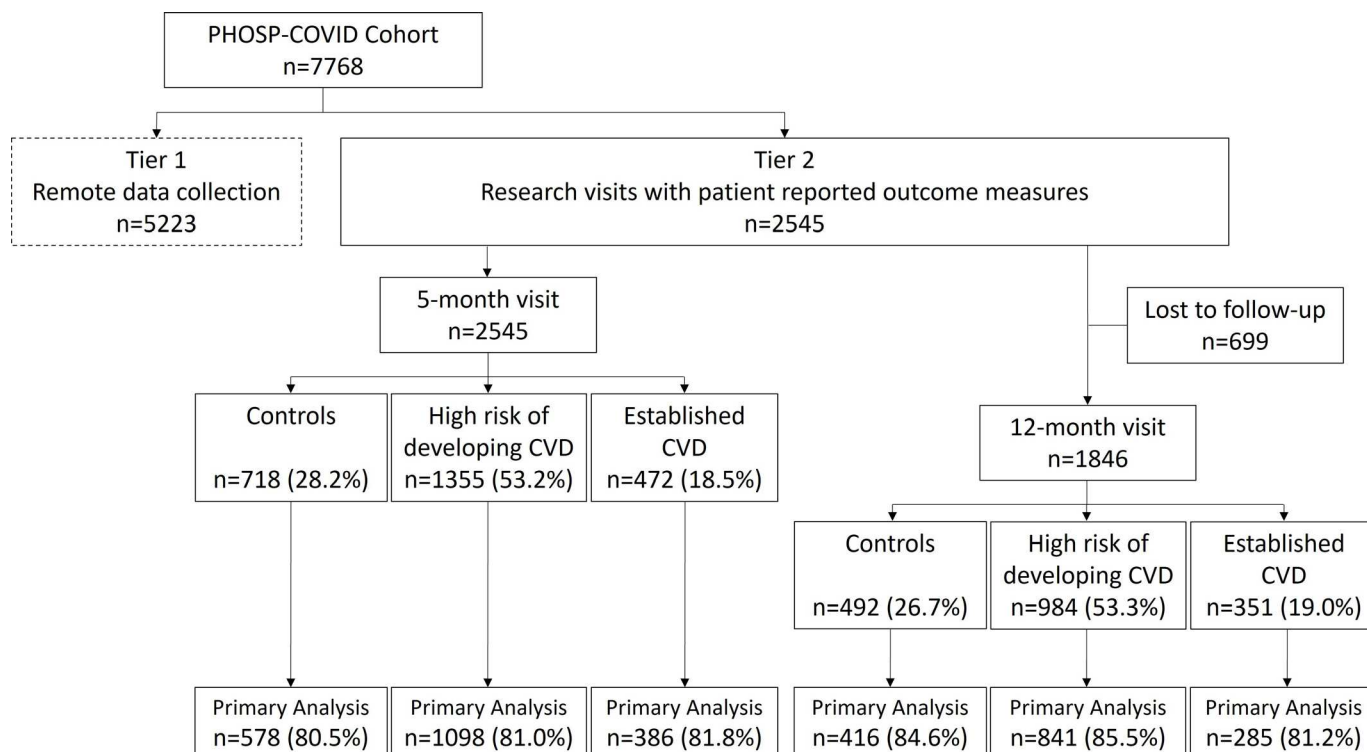 PHOSP-COVID Cohort
n=7768
Tier 1
Remote data collection
n=5223
Tier 2
Research visits with patient reported outcome measures
n=2545
5-month visit
n=2545
Lost to follow-up
n=699
Controls
n=718 (28.2%)
High risk of
developing CVD
n=1355 (53.2%)
Established
CVD
n=472 (18.5%)
12-month visit
n=1846
Controls
n=492 (26.7%)
High risk of
developing CVD
n=984 (53.3%)
Established
CVD
n=351 (19.0%)
Primary Analysis
n=578 (80.5%)
Primary Analysis
n=1098 (81.0%)
Primary Analysis
n=386 (81.8%)
Primary Analysis
n=416 (84.6%)
Primary Analysis
n=841 (85.5%)
Primary Analysis
n=285 (81.2%)